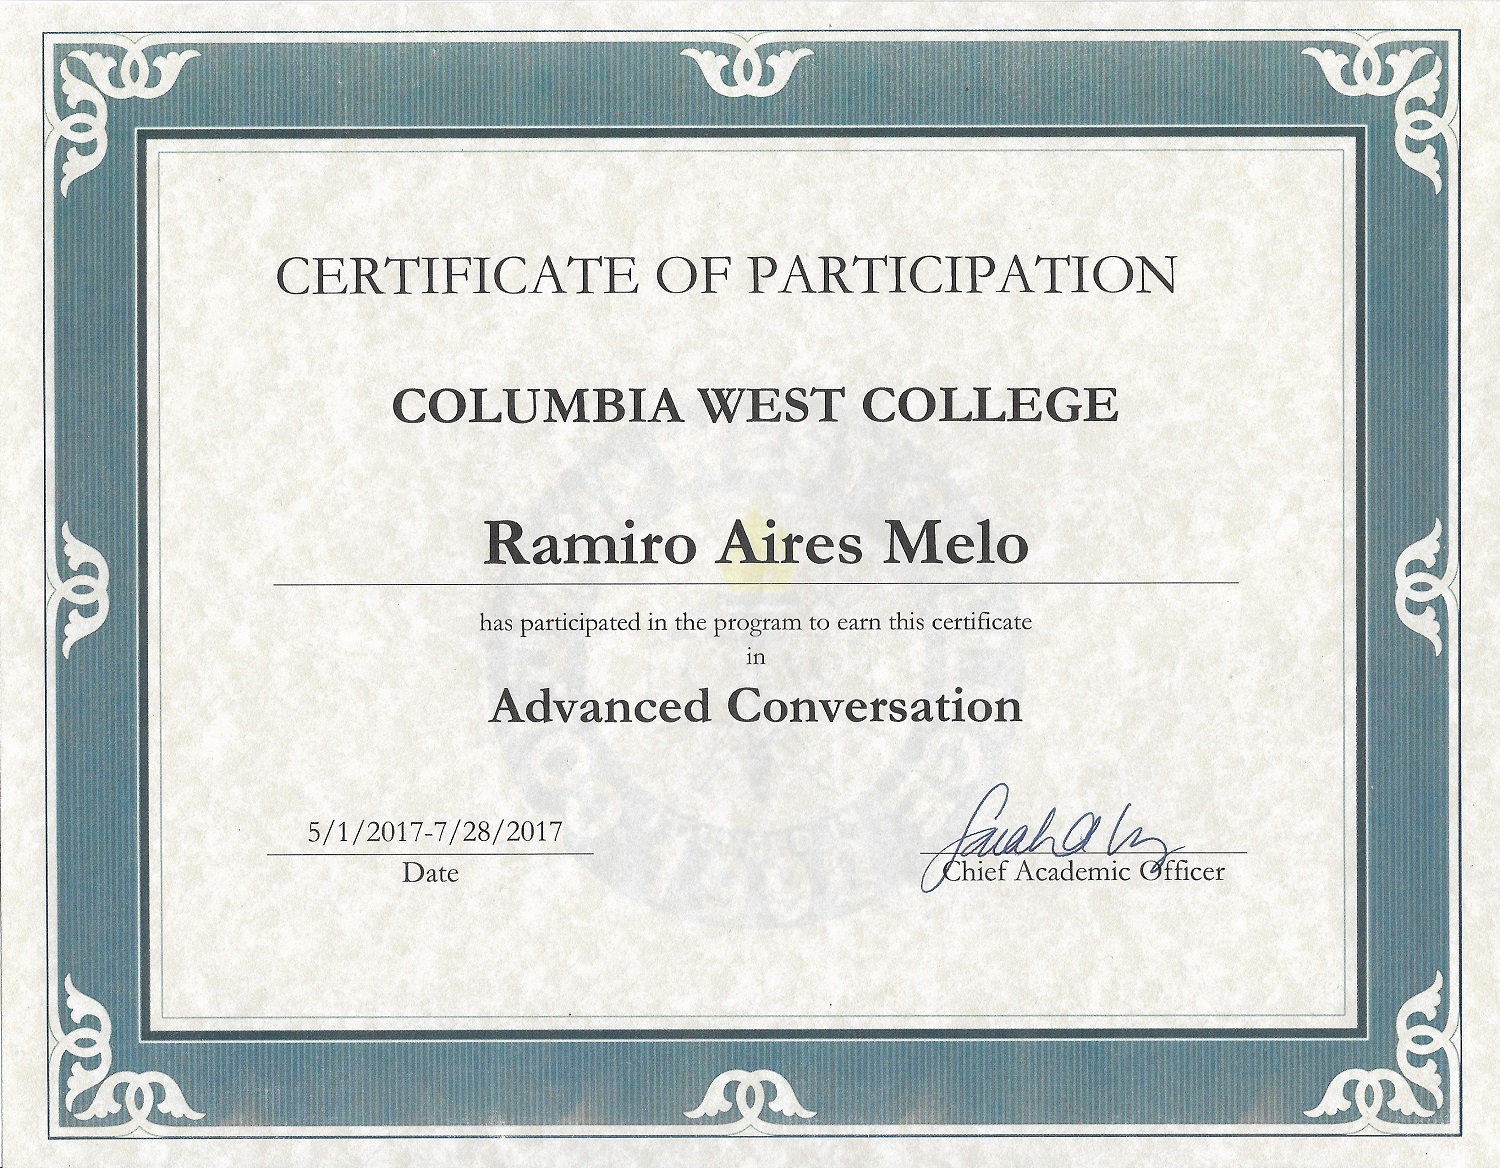 CERTIFICATE OF PARTICIPATION
COLUMBIA WEST COLLEGE
Ramiro Aires Melo
has participated in the program to earn this certificate
in
Advanced Conversation
5/1/2017-7/28/2017
Date
Chief Academic Officer